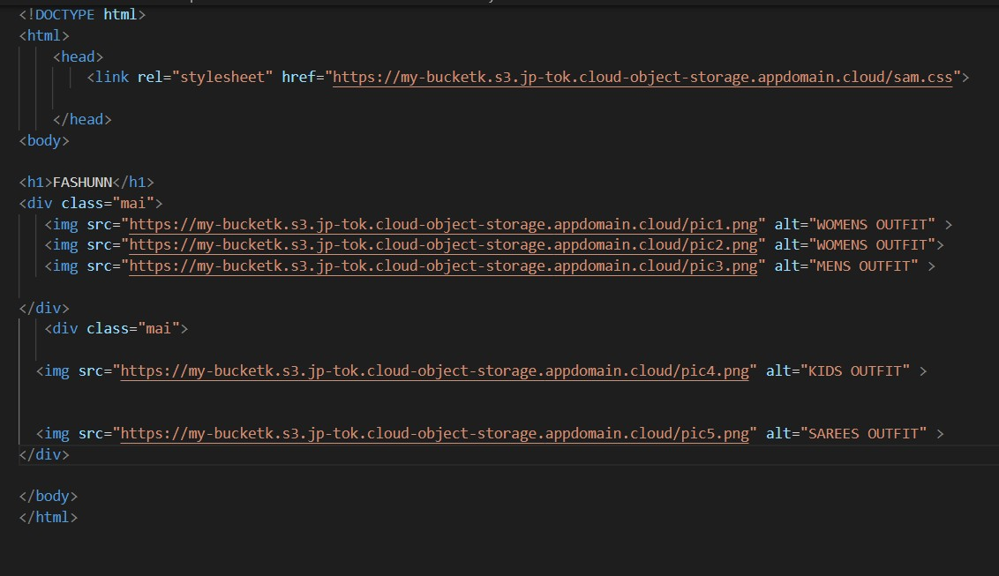 <!DOCTYPE html>
<html>
<head>
<link rel="stylesheet" href="https://my-bucketk.s3.jp-tok.cloud-object-storage.appdomain.cloud/sam.css">
</head>
<body>
<h1>FASHUNN</h1>
<div class="mai">
<img src="https://my-bucketk.s3.jp-tok.cloud-object-storage.appdomain.cloud/pic1.png" alt="WOMENS OUTFIT" >
<img src="https://my-bucketk.s3.jp-tok.cloud-object-storage.appdomain.cloud/pic2.png" alt="WOMENS OUTFIT">
<img src="https://my-bucketk.s3.jp-tok.cloud-object-storage.appdomain.cloud/pic3.png" alt="MENS OUTFIT" >
</div>
<div class="mai">
<img src="https://my-bucketk.s3.jp-tok.cloud-object-storage.appdomain.cloud/pic4.png" alt="KIDS OUTFIT" >
<img src="https://my-bucketk.s3.jp-tok.cloud-object-storage.appdomain.cloud/pic5.png" alt="SAREES OUTFIT" >
</div>
</body>
</html>